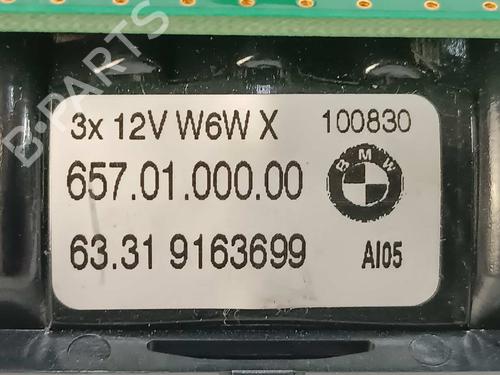 3x 12V W6W X 100830
657.01.000.00
BMW
63.31 9163699 AI05
B-PARTS